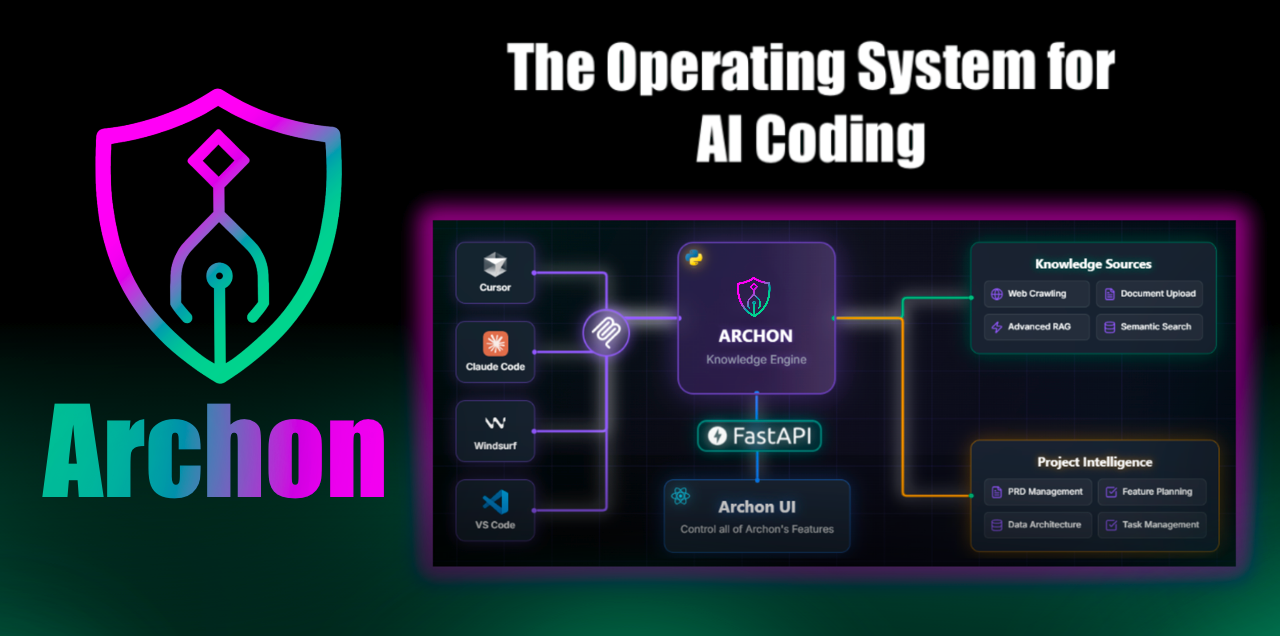 The Operating System for
AI Coding
Archon
Cursor
Claude Code
Windsurf
VS Code
ARCHON
Knowledge Engine
FastAPI
Archon UI
Control all of Archon's Features
Knowledge Sources
Web Crawling
Document Upload
Advanced RAG
Semantic Search
Project Intelligence
PRD Management
Feature Planning
Data Architecture
Task Management